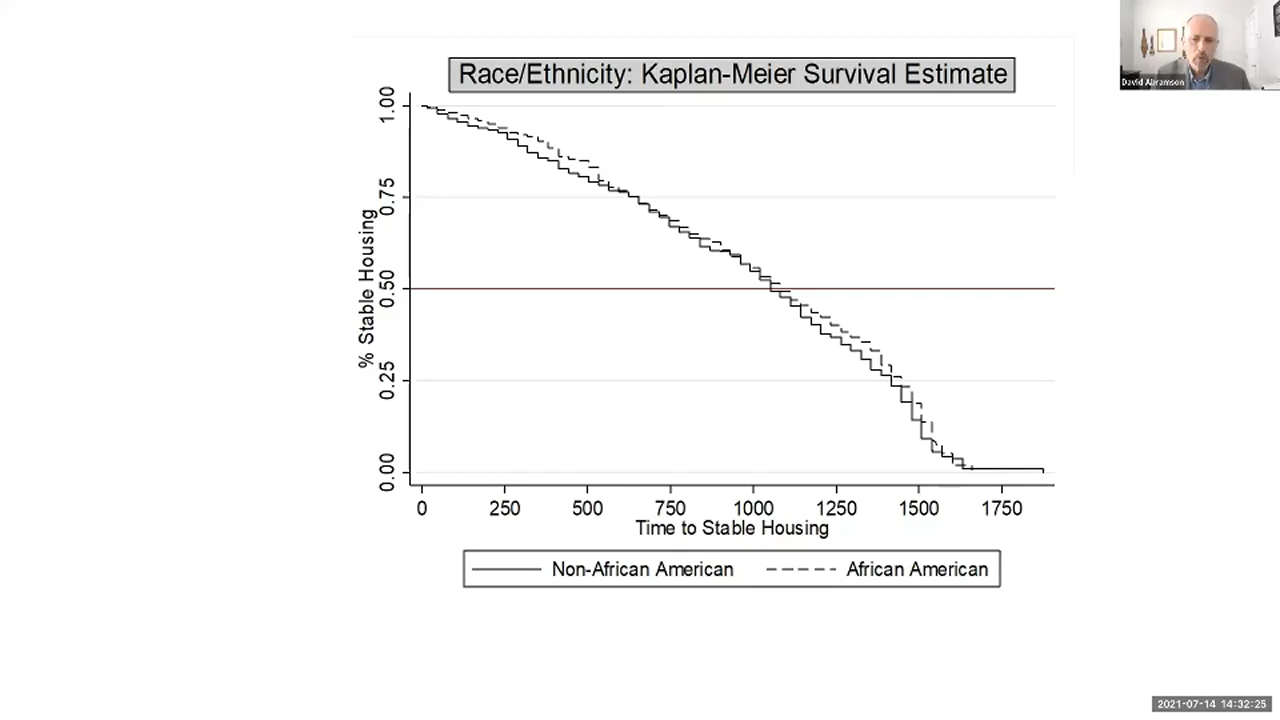 Race/Ethnicity: Kaplan-Meier Survival Estimate
David Abramson
% Stable Housing
1.00
0.75
0.50
0.25
0.00
0 250 500 750 1000 1250 1500 1750
Time to Stable Housing
Non-African American African American
2021-07-14 14:32:25